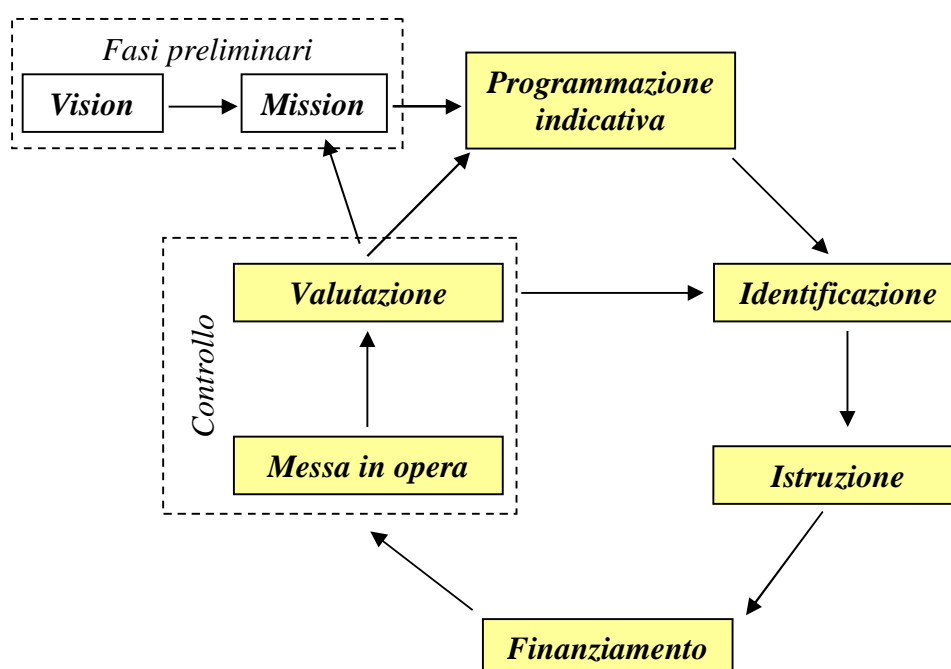 Fasi preliminari
Vision
Mission
Programmazione
indicativa
Valutazione
Identificazione
Controllo
Messa in opera
Istruzione
Finanziamento